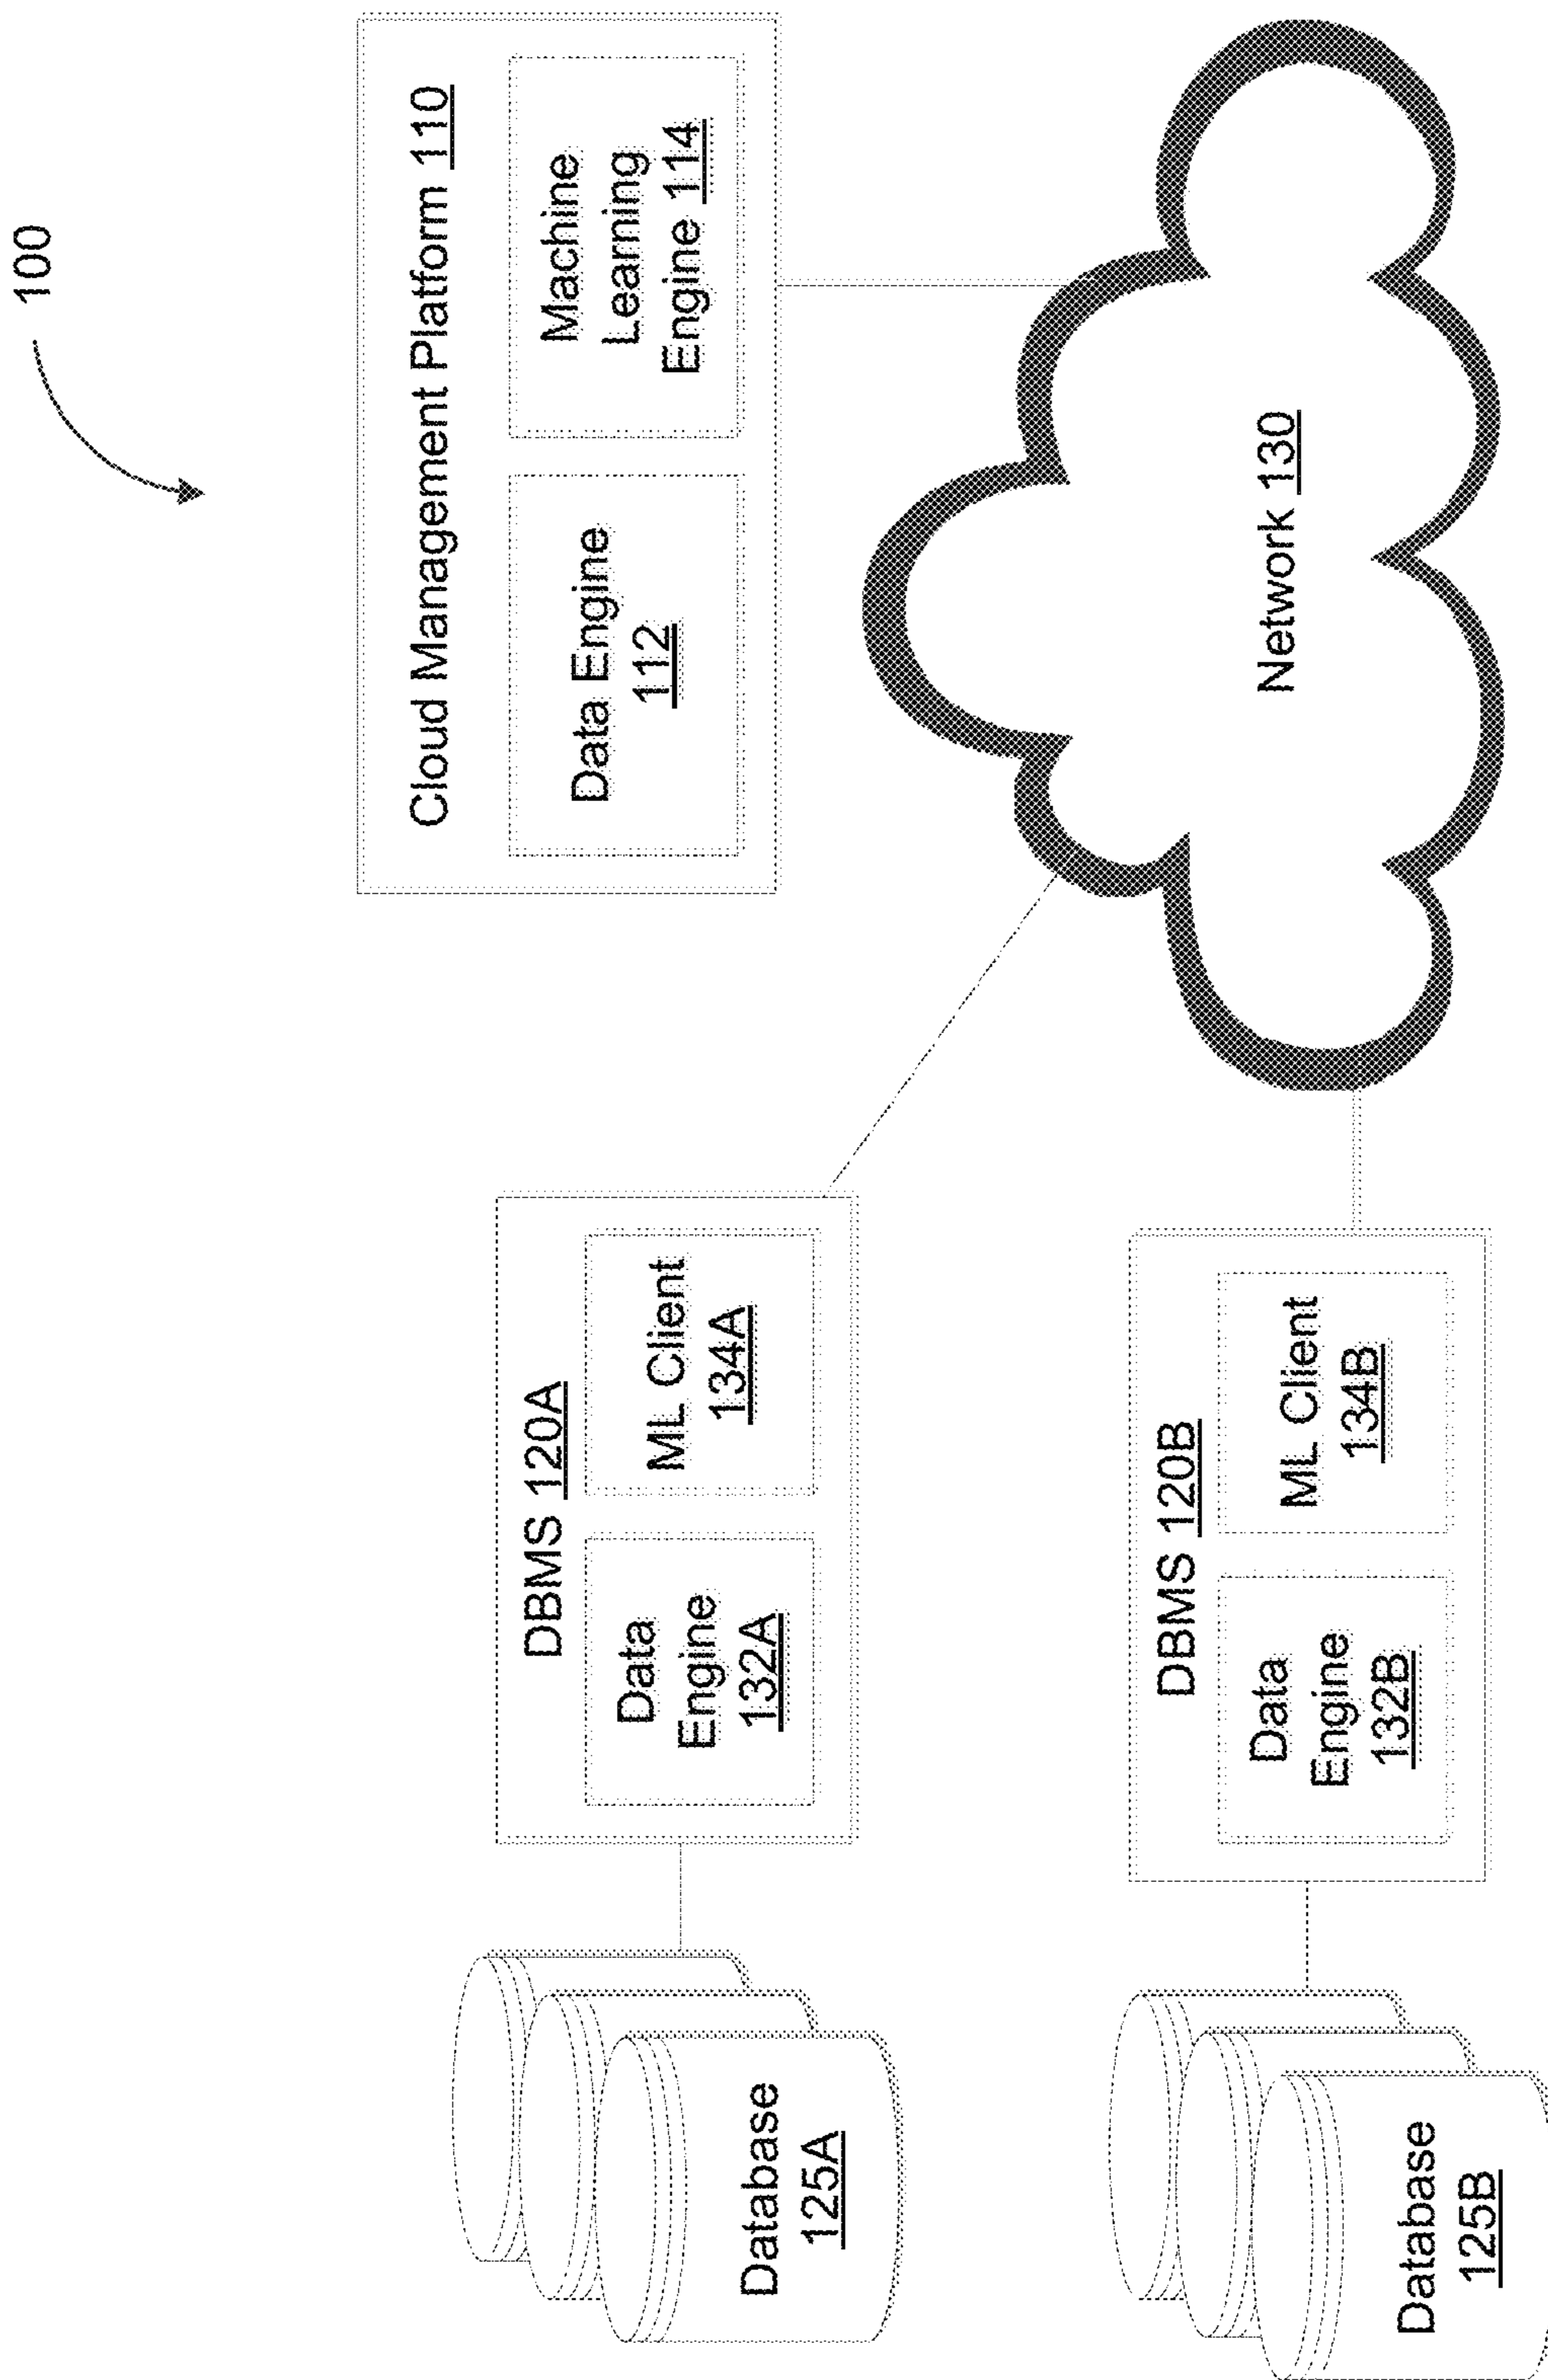 100
Cloud Management Platform 110
Data Engine
112
Machine
Learning
Engine 114
DBMS 120A
Data
Engine
132A
ML Client
134A
Database
125A
Network 130
DBMS 120B
Data
Engine
132B
ML Client
134B
Database
125B